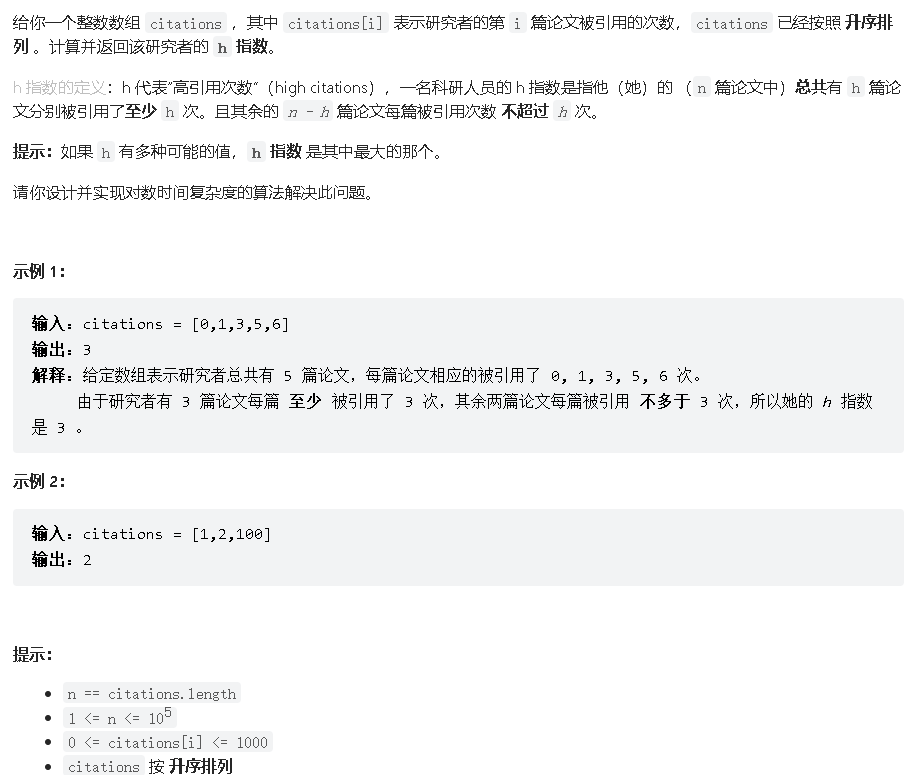 给你一个整数数组 citations ，其中 citations[i] 表示研究者的第 i 篇论文被引用的次数，citations 已经按照 升序排
列 。计算并返回该研究者的 h 指数。
h 指数的定义：h 代表“高引用次数”（high citations），一名科研人员的 h 指数是指他（她）的 （n 篇论文中）总共有 h 篇论
文分别被引用了至少 h 次。且其余的 n - h 篇论文每篇被引用次数 不超过 h 次。
提示：如果 h 有多种可能的值，h 指数 是其中最大的那个。
请你设计并实现对数时间复杂度的算法解决此问题。
示例 1：
输入：citations = [0,1,3,5,6]
输出：3
解释：给定数组表示研究者总共有 5 篇论文，每篇论文相应的被引用了 0, 1, 3, 5, 6 次。
由于研究者有 3 篇论文每篇 至少 被引用了 3 次，其余两篇论文每篇被引用 不多于 3 次，所以她的 h 指数
是 3 。
示例 2：
输入：citations = [1,2,100]
输出：2
提示：
• n == citations.length
• 1 <= n <= 10⁵
• 0 <= citations[i] <= 1000
• citations 按 升序排列